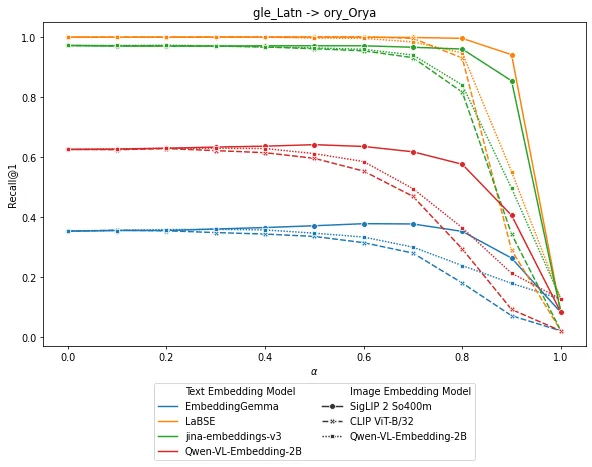 gle_Latn -> ory_Orya
1.0
0.8
0.6
0.4
0.2
0.0
Recall@1
0.0 0.2 0.4 0.6 0.8 1.0
α
Text Embedding Model
EmbeddingGemma
LaBSE
jina-embeddings-v3
Qwen-VL-Embedding-2B
Image Embedding Model
SigLIP 2 So400m
CLIP ViT-B/32
Qwen-VL-Embedding-2B